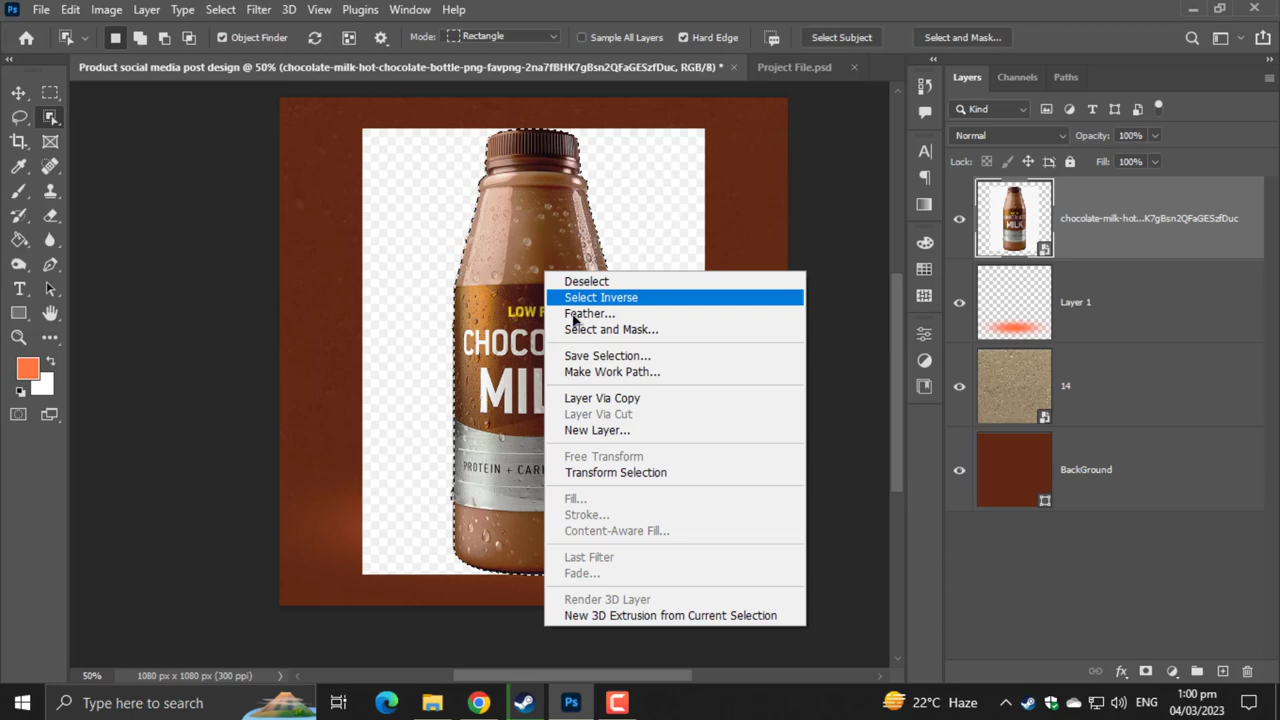 Ps File Edit Image Layer Type Select Filter 3D View Plugins Window Help
Object Finder Mode: Rectangle Sample All Layers Hard Edge Select Subject Select and Mask...
Product social media post design @ 50% (chocolate-milk-hot-chocolate-bottle-png-favpng-2na7fBHK7gBsn2QFaGESzfDuc, RGB/8) * Project File.psd
Layers Channels Paths
Kind
Normal Opacity: 100%
Lock: Fill: 100%
chocolate-milk-hot...K7gBsn2QFaGESzfDuc
Layer 1
14
BackGround
LOW F
CHOCO
MIL
PROTEIN + CAR
Deselect
Select Inverse
Feather...
Select and Mask...
Save Selection...
Make Work Path...
Layer Via Copy
Layer Via Cut
New Layer...
Free Transform
Transform Selection
Fill...
Stroke...
Content-Aware Fill...
Last Filter
Fade...
Render 3D Layer
New 3D Extrusion from Current Selection
50% 1080 px x 1080 px (300 ppi)
Type here to search
Ps
22°C Haze
ENG
1:00 pm
04/03/2023